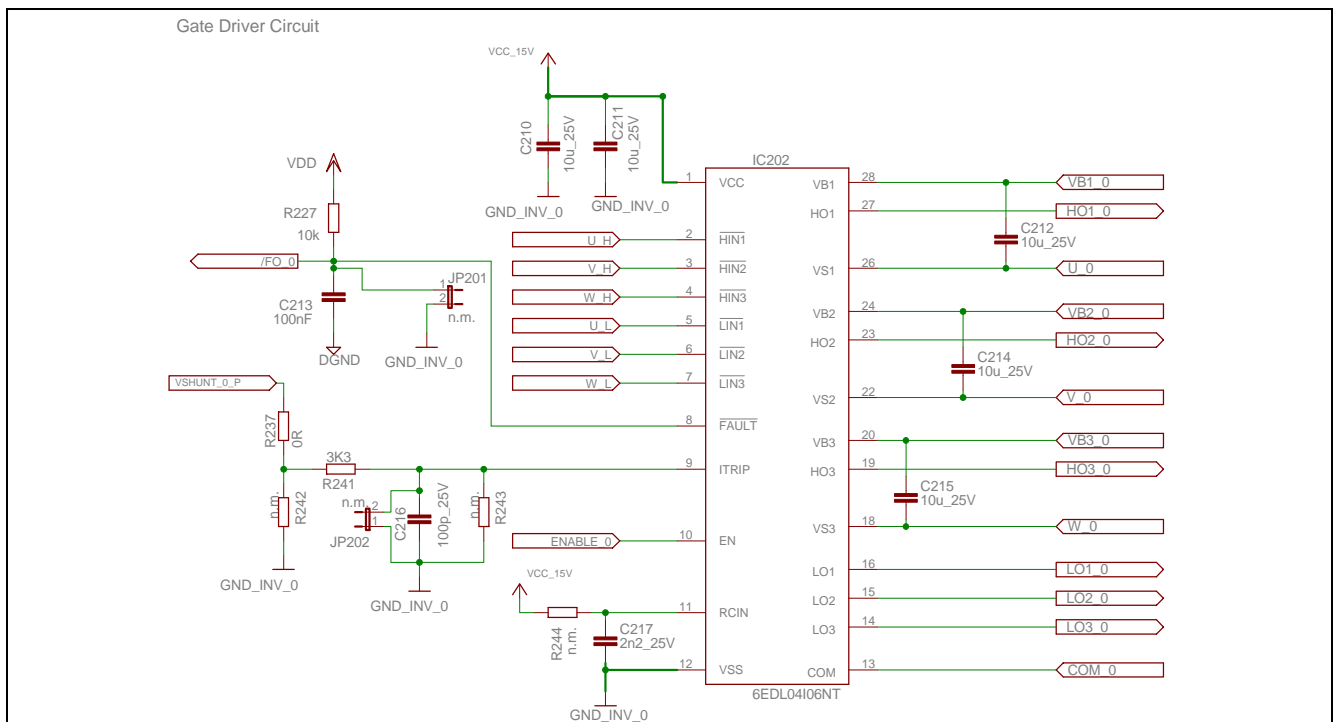 Gate Driver Circuit
VCC_15V
C210
10u_25V
C211
10u_25V
GND_INV_0
GND_INV_0
VDD
R227
10k
/FO_0
C213
100nF
DGND
JP201
1
2
n.m.
GND_INV_0
VSHUNT_0_P
R237
0R
3K3
R241
n.m.
R242
GND_INV_0
n.m.
2
1
JP202
C216
100p_25V
n.m.
R243
GND_INV_0
U_H
V_H
W_H
U_L
V_L
W_L
ENABLE_0
VCC_15V
R244
n.m.
C217
2n2_25V
GND_INV_0
IC202
1 VCC
2 HIN1
3 HIN2
4 HIN3
5 LIN1
6 LIN2
7 LIN3
8 FAULT
9 ITRIP
10 EN
11 RCIN
12 VSS
VB1 28
HO1 27
VS1 26
VB2 24
HO2 23
VS2 22
VB3 20
HO3 19
VS3 18
LO1 16
LO2 15
LO3 14
COM 13
6EDL04I06NT
C212
10u_25V
C214
10u_25V
C215
10u_25V
VB1_0
HO1_0
U_0
VB2_0
HO2_0
V_0
VB3_0
HO3_0
W_0
LO1_0
LO2_0
LO3_0
COM_0